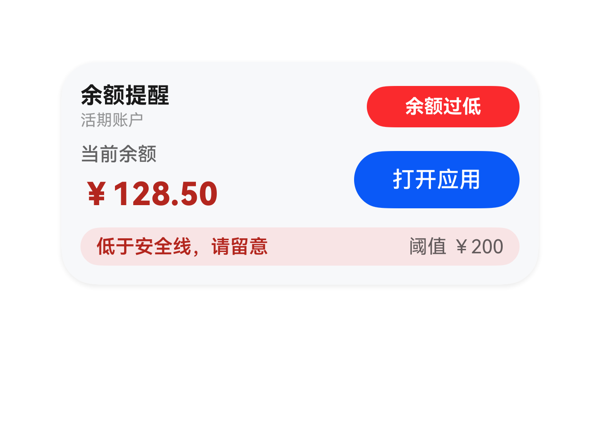 余额提醒
活期账户
余额过低
当前余额
￥128.50
打开应用
低于安全线，请留意
阈值 ￥200